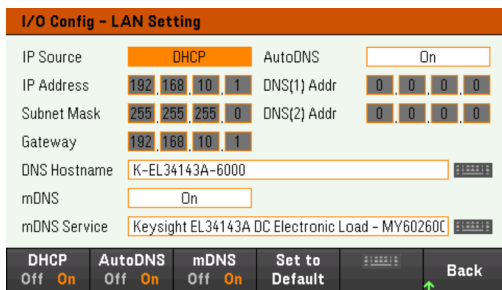 I/O Config - LAN Setting
IP Source DHCP AutoDNS On
IP Address 192.168.10.1 DNS(1) Addr 0.0.0.0
Subnet Mask 255.255.255.0 DNS(2) Addr 0.0.0.0
Gateway 192.168.10.1
DNS Hostname K-EL34143A-6000
mDNS On
mDNS Service Keysight EL34143A DC Electronic Load - MY60260C
DHCP AutoDNS mDNS Set to
Off On Off On Off On Default Back